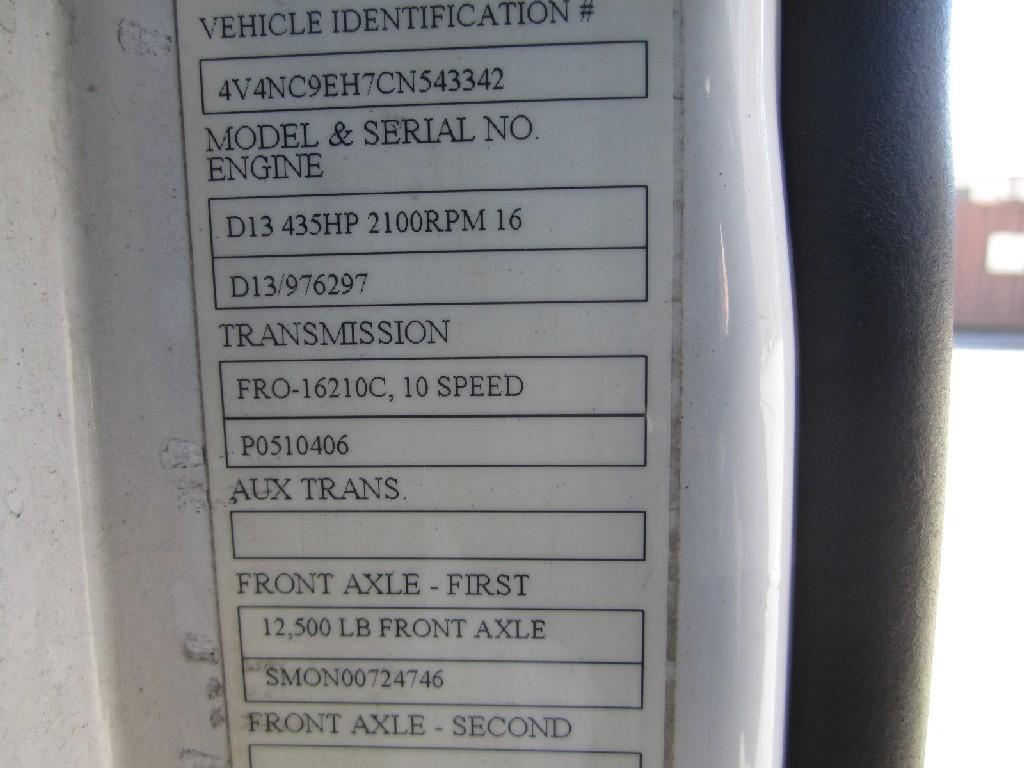 VEHICLE IDENTIFICATION #
4V4NC9EH7CN543342
MODEL & SERIAL NO.
ENGINE
D13 435HP 2100RPM 16
D13/976297
TRANSMISSION
FRO-16210C, 10 SPEED
P0510406
AUX TRANS.
FRONT AXLE - FIRST
12,500 LB FRONT AXLE
SMON00724746
FRONT AXLE - SECOND